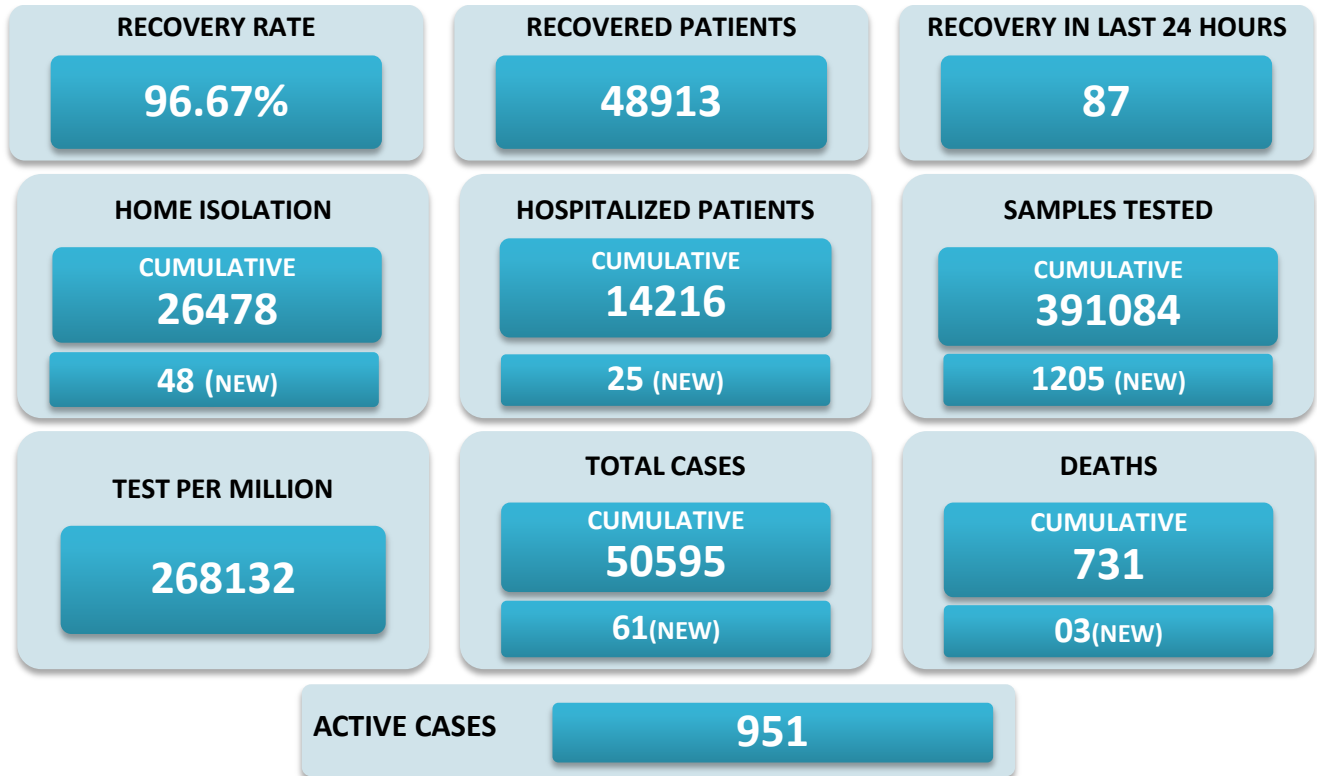 RECOVERY RATE
96.67%
RECOVERED PATIENTS
48913
RECOVERY IN LAST 24 HOURS
87
HOME ISOLATION
CUMULATIVE
26478
48 (NEW)
HOSPITALIZED PATIENTS
CUMULATIVE
14216
25 (NEW)
SAMPLES TESTED
CUMULATIVE
391084
1205 (NEW)
TEST PER MILLION
268132
TOTAL CASES
CUMULATIVE
50595
61(NEW)
DEATHS
CUMULATIVE
731
03(NEW)
ACTIVE CASES
951